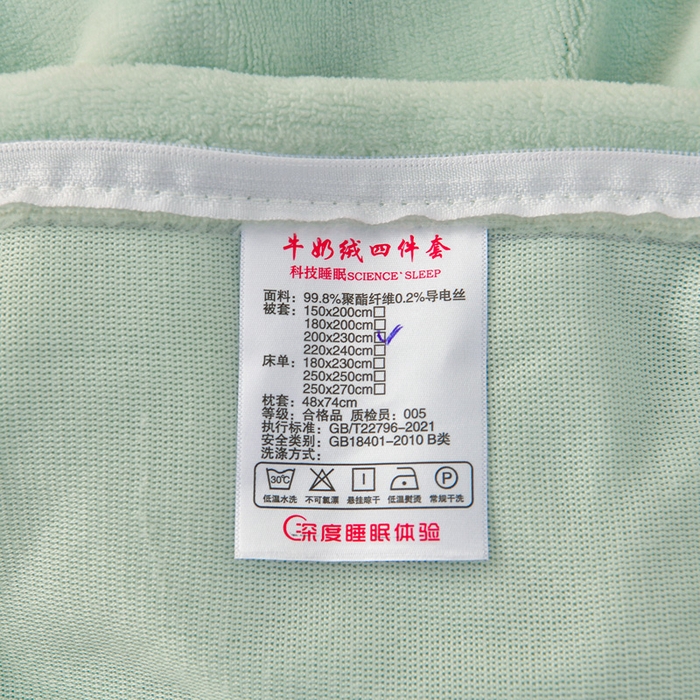 牛奶绒四件套
科技睡眠SCIENCE' SLEEP
面料：99.8%聚酯纤维0.2%导电丝
被套：150x200cm☐
180x200cm☐
200x230cm☑
220x240cm☐
床单：180x230cm☐
250x250cm☐
250x270cm☐
枕套：48x74cm
等级：合格品 质检员：005
执行标准：GB/T22796-2021
安全类别：GB18401-2010 B类
洗涤方式：
30℃ P
低温水洗 不可氯漂 悬挂晾干 低温熨烫 常规干洗
深度睡眠体验